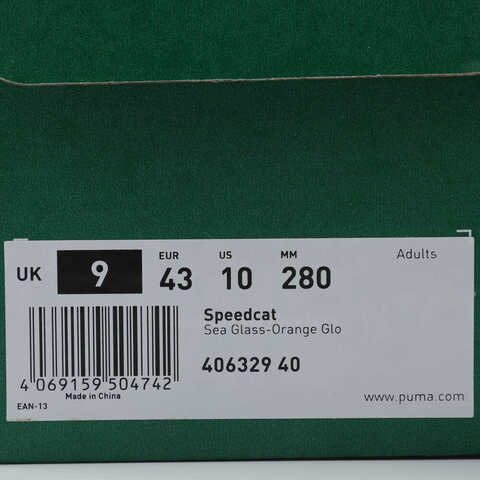 UK 9 EUR 43 US 10 MM 280 Adults
Speedcat
Sea Glass-Orange Glo
406329 40
4 069159 504742
Made in China
EAN-13
www.puma.com